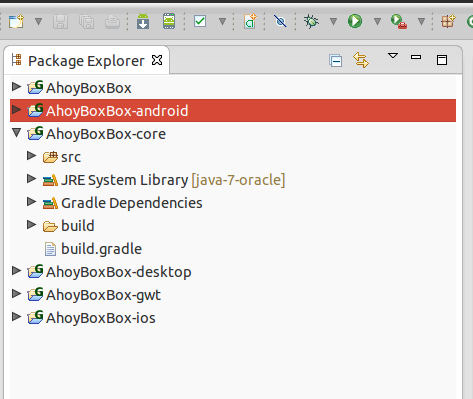 Package Explorer
AhoyBoxBox
AhoyBoxBox-android
AhoyBoxBox-core
src
JRE System Library [java-7-oracle]
Gradle Dependencies
build
build.gradle
AhoyBoxBox-desktop
AhoyBoxBox-gwt
AhoyBoxBox-ios